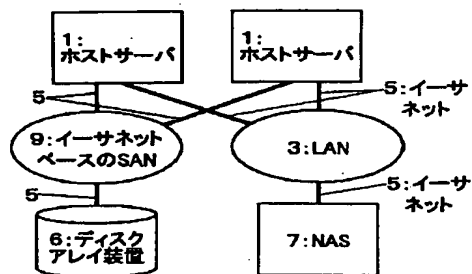 1:
ホストサーバ
1:
ホストサーバ
5
5:イーサ
ネット
9:イーサネット
ベースのSAN
3:LAN
5
5:イーサ
ネット
6:ディスク
アレイ装置
7:NAS